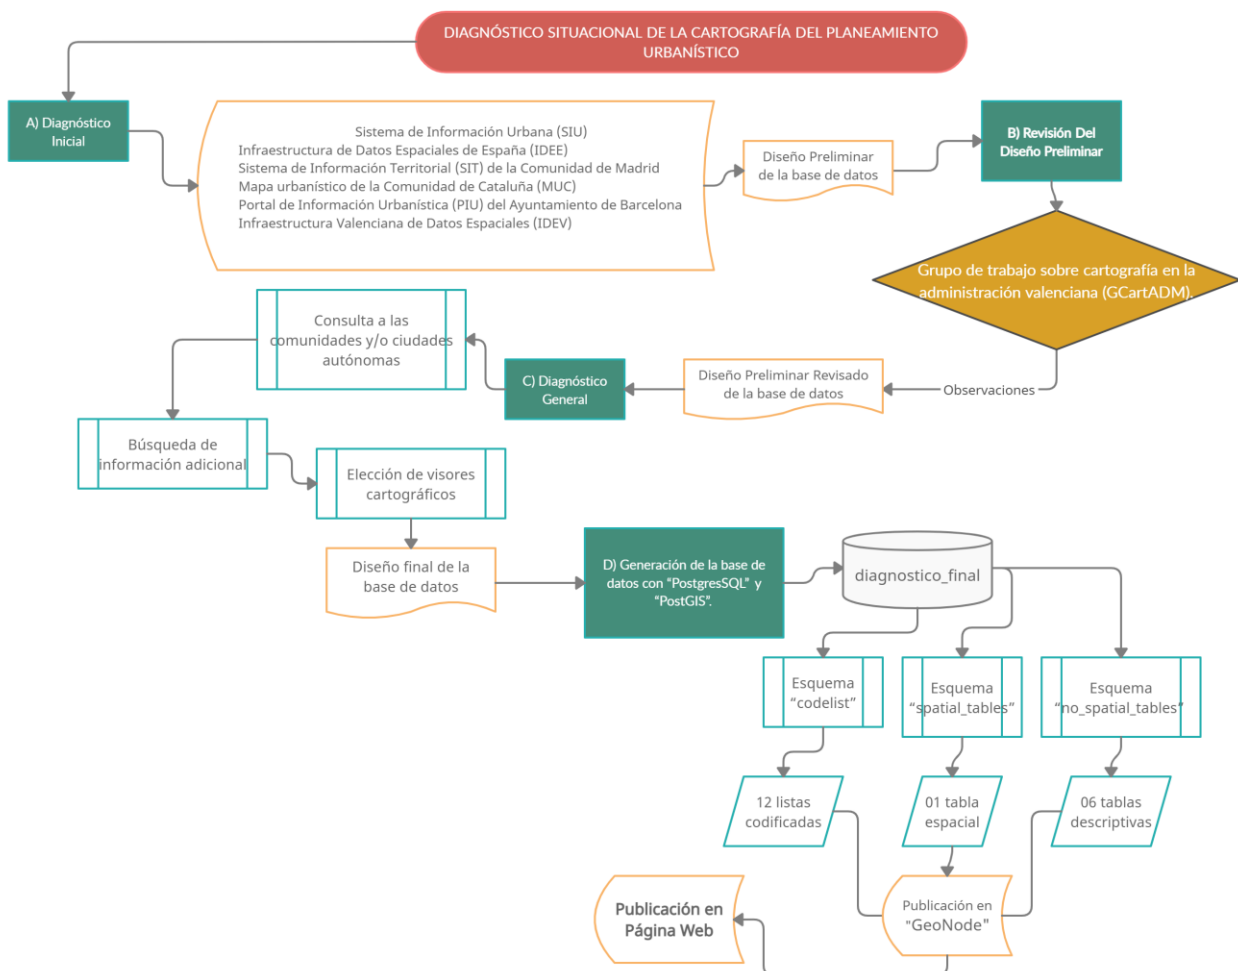 DIAGNÓSTICO SITUACIONAL DE LA CARTOGRAFÍA DEL PLANEAMIENTO
URBANÍSTICO
A) Diagnóstico
Inicial
Sistema de Información Urbana (SIU)
Infraestructura de Datos Espaciales de España (IDEE)
Sistema de Información Territorial (SIT) de la Comunidad de Madrid
Mapa urbanístico de la Comunidad de Cataluña (MUC)
Portal de Información Urbanística (PIU) del Ayuntamiento de Barcelona
Infraestructura Valenciana de Datos Espaciales (IDEV)
Diseño Preliminar
de la base de datos
B) Revisión Del
Diseño Preliminar
Grupo de trabajo sobre cartografía en la
administración valenciana (GCartADM).
Observaciones
Diseño Preliminar Revisado
de la base de datos
C) Diagnóstico
General
Consulta a las
comunidades y/o ciudades
autónomas
Búsqueda de
información adicional
Elección de visores
cartográficos
Diseño final de la
base de datos
D) Generación de la base de
datos con “PostgresSQL” y
“PostGIS”.
diagnostico_final
Esquema
“codelist”
Esquema
“spatial_tables”
Esquema
“no_spatial_tables”
12 listas
codificadas
01 tabla
espacial
06 tablas
descriptivas
Publicación en
"GeoNode"
Publicación en
Página Web